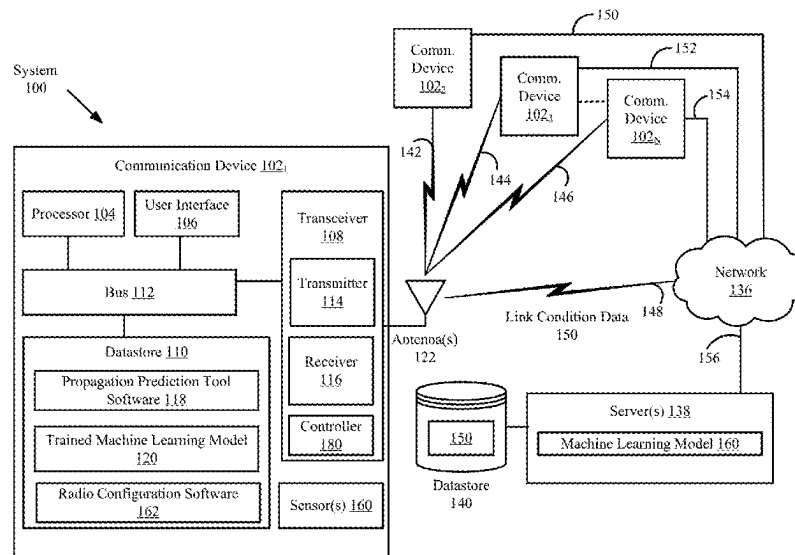 System
100
Comm.
Device
102₂
150
Comm.
Device
102₃
152
Comm.
Device
102N
154
142
144
146
Communication Device 102₁
Processor 104
User Interface
106
Transceiver
108
Bus 112
Transmitter
114
Antenna(s)
122
Network
136
Link Condition Data
150
148
156
Datastore 110
Propagation Prediction Tool
Software 118
Trained Machine Learning Model
120
Radio Configuration Software
162
Receiver
116
Controller
180
Sensor(s) 160
150
Datastore
140
Server(s) 138
Machine Learning Model 160